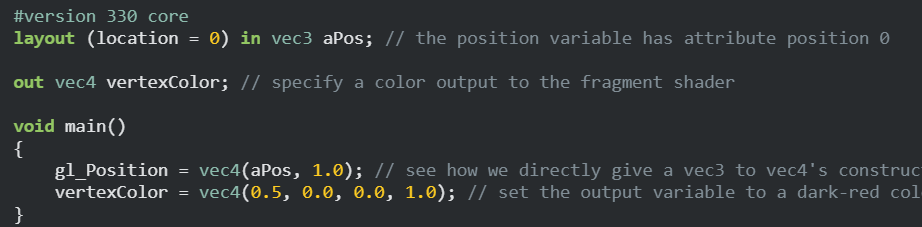 #version 330 core
layout (location = 0) in vec3 aPos; // the position variable has attribute position 0
out vec4 vertexColor; // specify a color output to the fragment shader
void main()
{
gl_Position = vec4(aPos, 1.0); // see how we directly give a vec3 to vec4's
vertexColor = vec4(0.5, 0.0, 0.0, 1.0); // set the output variable to a dark-red
}